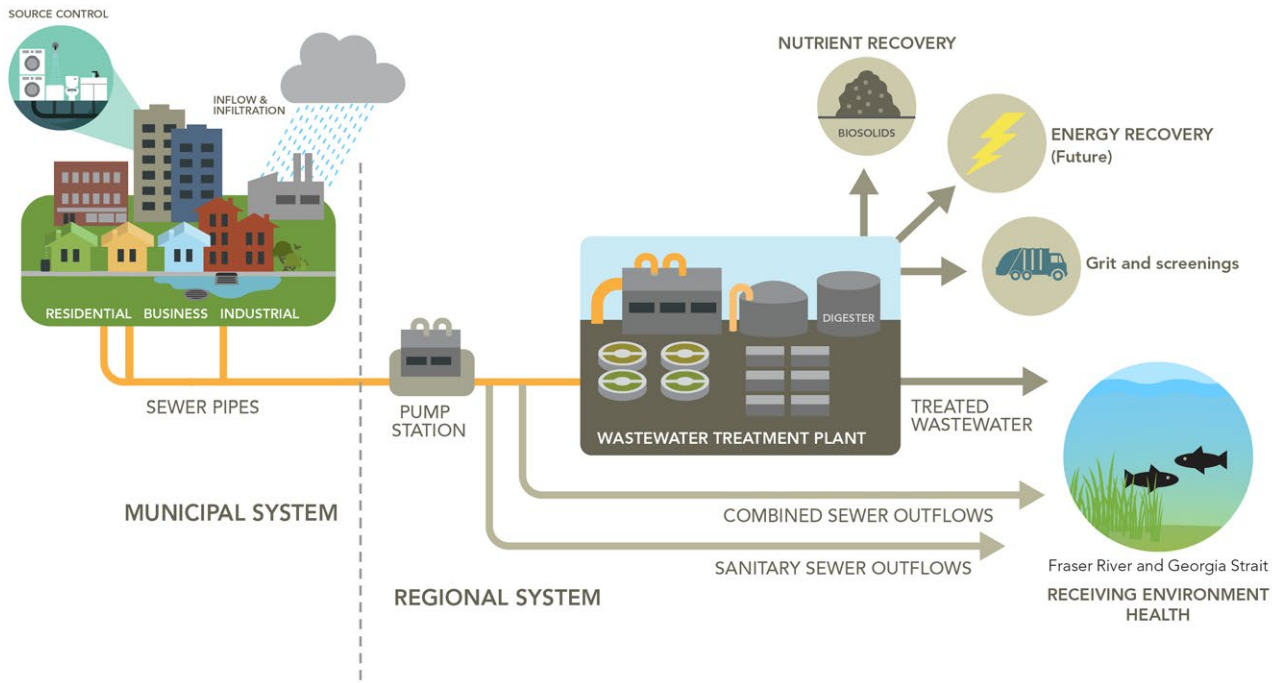 SOURCE CONTROL
INFLOW &
INFILTRATION
RESIDENTIAL BUSINESS INDUSTRIAL
SEWER PIPES
PUMP
STATION
MUNICIPAL SYSTEM
REGIONAL SYSTEM
NUTRIENT RECOVERY
BIOSOLIDS
ENERGY RECOVERY
(Future)
Grit and screenings
DIGESTER
WASTEWATER TREATMENT PLANT
TREATED
WASTEWATER
COMBINED SEWER OUTFLOWS
SANITARY SEWER OUTFLOWS
Fraser River and Georgia Strait
RECEIVING ENVIRONMENT
HEALTH